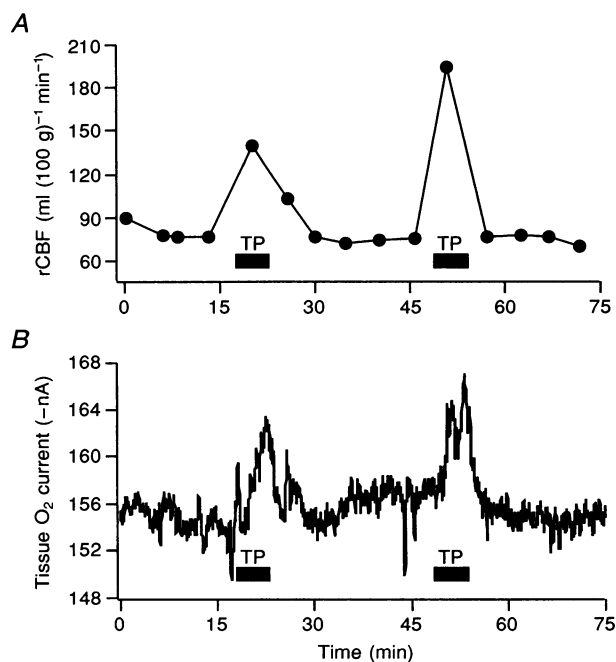 A
210
180
150
120
90
60
rCBF (ml (100 g)⁻¹ min⁻¹)
TP
TP
0
15
30
45
60
75
B
168
164
160
156
152
148
Tissue O₂ current (−nA)
TP
TP
0
15
30
45
60
75
Time (min)